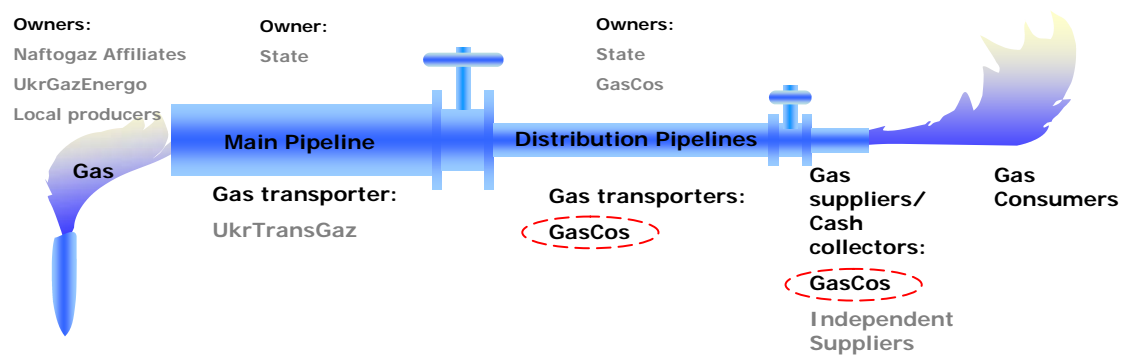 Owners:
Naftogaz Affiliates
UkrGazEnergo
Local producers
Owner:
State
Owners:
State
GasCos
Gas
Main Pipeline
Distribution Pipelines
Gas transporter:
UkrTransGaz
Gas transporters:
GasCos
Gas
suppliers/
Cash
collectors:
GasCos
Independent
Suppliers
Gas
Consumers